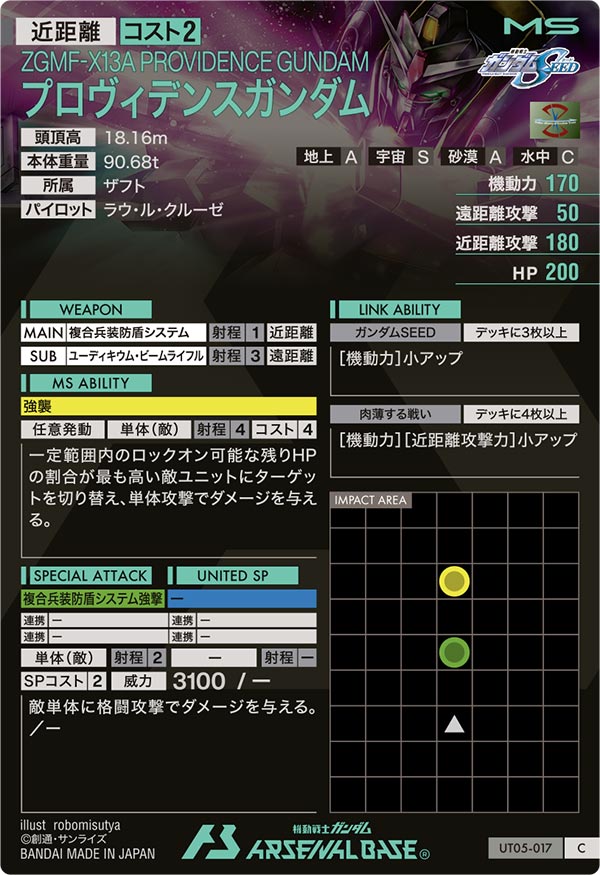 近距離 コスト2
MS
ZGMF-X13A PROVIDENCE GUNDAM
プロヴィデンスガンダム
機動戦士ガンダムSEED
頭頂高 18.16m
本体重量 90.68t
所属 ザフト
パイロット ラウ・ル・クルーゼ
地上 A 宇宙 S 砂漠 A 水中 C
機動力 170
遠距離攻撃 50
近距離攻撃 180
HP 200
WEAPON
MAIN 複合兵装防盾システム 射程 1 近距離
SUB ユーディキウム・ビームライフル 射程 3 遠距離
MS ABILITY
強襲
任意発動 単体(敵) 射程 4 コスト 4
一定範囲内のロックオン可能な残りHP
の割合が最も高い敵ユニットにターゲッ
トを切り替え、単体攻撃でダメージを与え
る。
LINK ABILITY
ガンダムSEED デッキに3枚以上
[機動力]小アップ
肉薄する戦い デッキに4枚以上
[機動力][近距離攻撃力]小アップ
IMPACT AREA
SPECIAL ATTACK UNITED SP
複合兵装防盾システム強撃 ー
連携 ー 連携 ー
連携 ー 連携 ー
単体(敵) 射程 2 ー 射程 ー
SPコスト 2 威力 3100 / ー
敵単体に格闘攻撃でダメージを与える。
/ー
illust robomisutya
©創通・サンライズ
BANDAI MADE IN JAPAN
機動戦士ガンダム
ARSENAL BASE ®
UT05-017 C